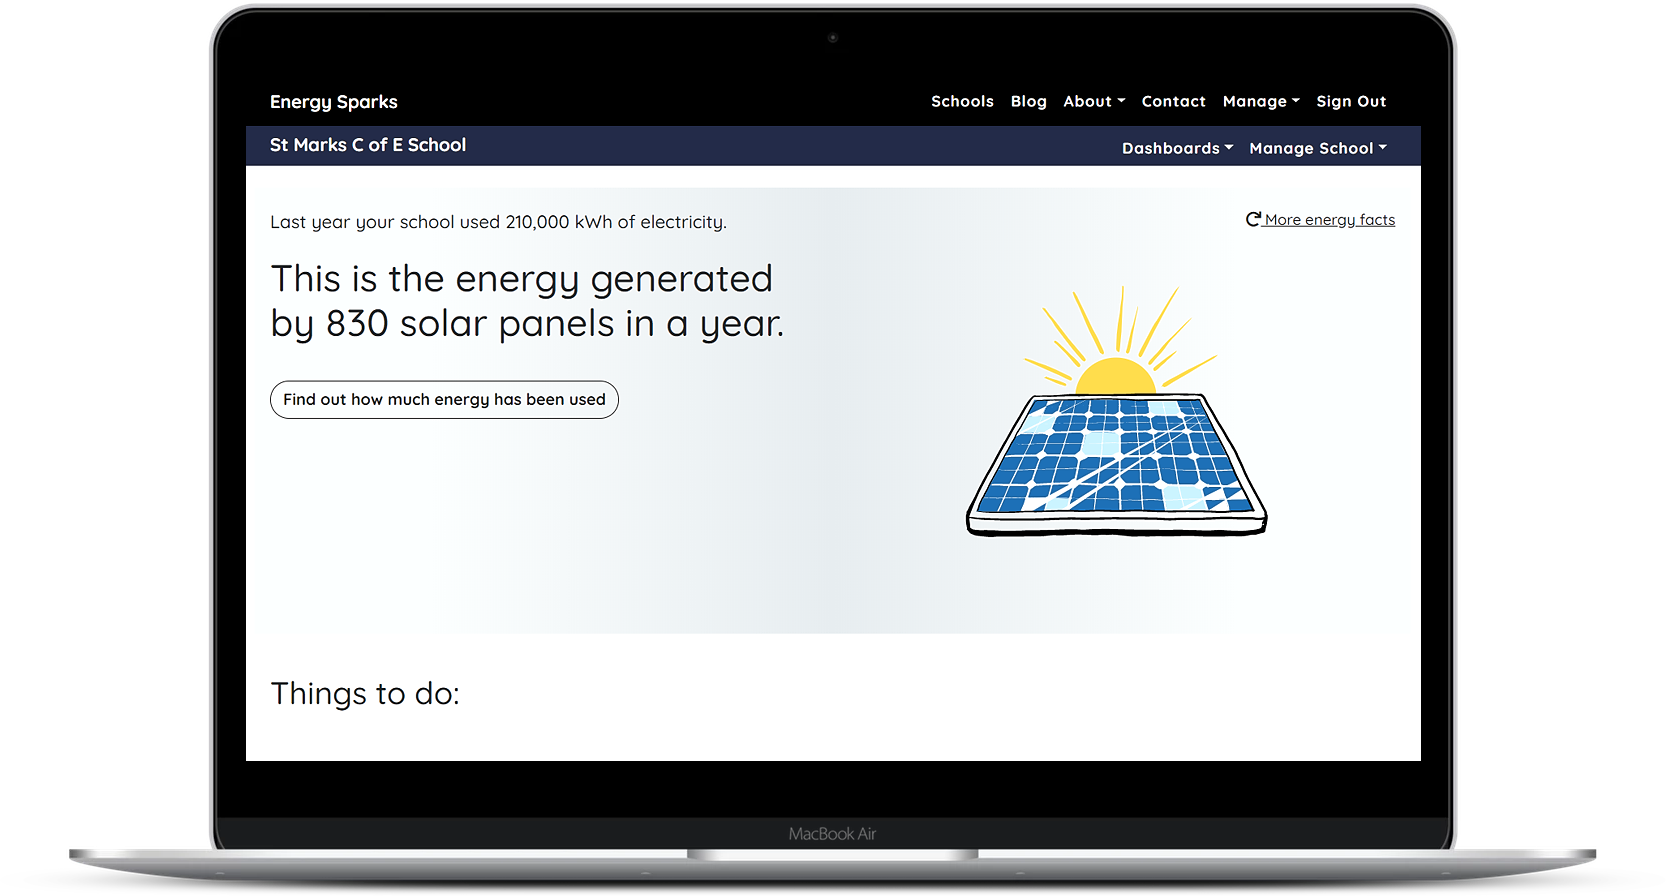 Energy Sparks
Schools Blog About Contact Manage Sign Out
St Marks C of E School
Dashboards Manage School
Last year your school used 210,000 kWh of electricity.
More energy facts
This is the energy generated
by 830 solar panels in a year.
Find out how much energy has been used
Things to do:
MacBook Air